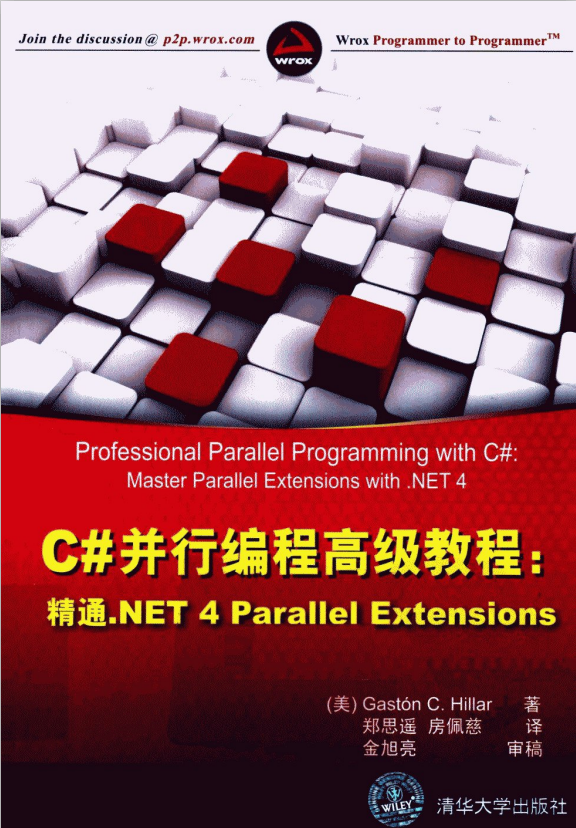 Join the discussion @ p2p.wrox.com
wrox
Wrox Programmer to Programmer™
Professional Parallel Programming with C#:
Master Parallel Extensions with .NET 4
C#并行编程高级教程：
精通.NET 4 Parallel Extensions
(美) Gastón C. Hillar 著
郑思遥 房佩慈 译
金旭亮 审稿
WILEY
清华大学出版社